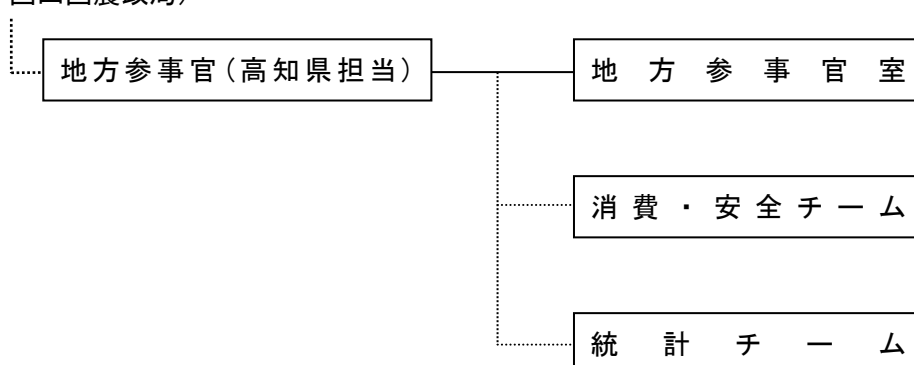 地方参事官（高知県担当）
地方参事官室
消費・安全チーム
統計チーム